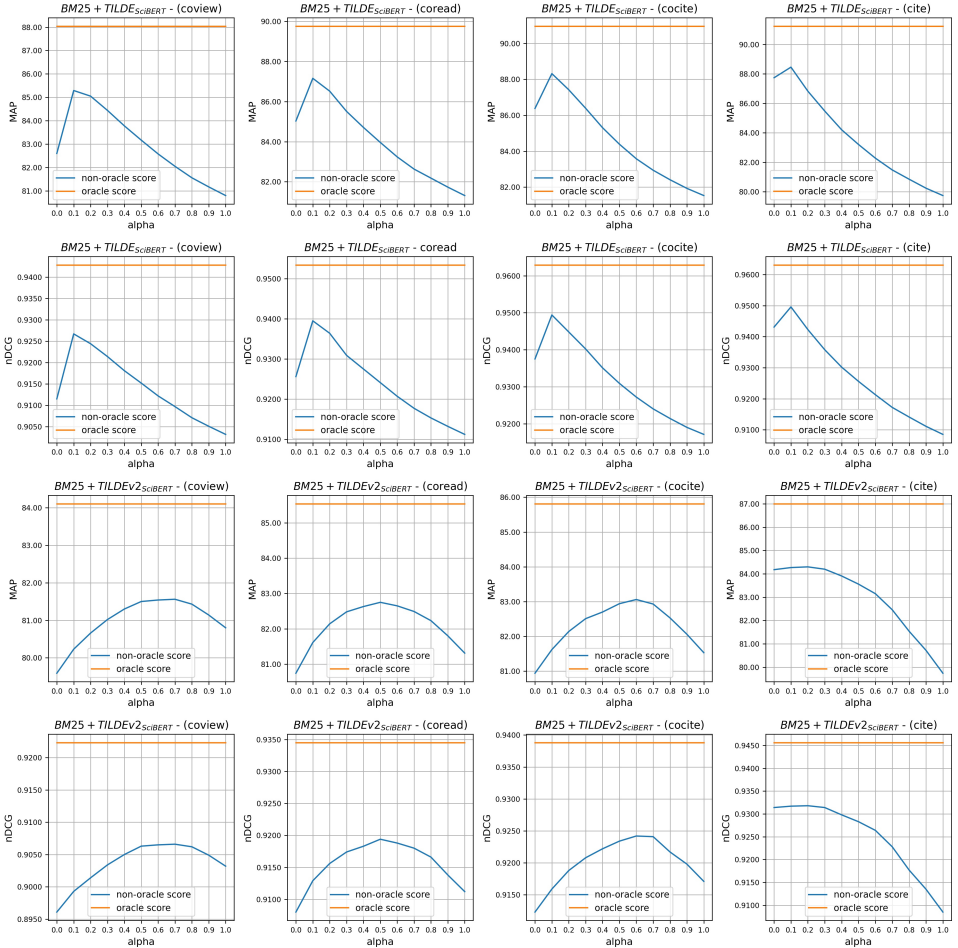 BM25 + TILDE_SciBERT - (coview)
88.00
87.00
86.00
85.00
84.00
83.00
82.00
81.00
MAP
non-oracle score
oracle score
0.0 0.1 0.2 0.3 0.4 0.5 0.6 0.7 0.8 0.9 1.0
alpha
BM25 + TILDE_SciBERT - (coread)
90.00
88.00
86.00
84.00
82.00
MAP
non-oracle score
oracle score
0.0 0.1 0.2 0.3 0.4 0.5 0.6 0.7 0.8 0.9 1.0
alpha
BM25 + TILDE_SciBERT - (cocite)
90.00
88.00
86.00
84.00
82.00
MAP
non-oracle score
oracle score
0.0 0.1 0.2 0.3 0.4 0.5 0.6 0.7 0.8 0.9 1.0
alpha
BM25 + TILDE_SciBERT - (cite)
90.00
88.00
86.00
84.00
82.00
80.00
MAP
non-oracle score
oracle score
0.0 0.1 0.2 0.3 0.4 0.5 0.6 0.7 0.8 0.9 1.0
alpha
BM25 + TILDE_SciBERT - (coview)
0.9400
0.9350
0.9300
0.9250
0.9200
0.9150
0.9100
0.9050
nDCG
non-oracle score
oracle score
0.0 0.1 0.2 0.3 0.4 0.5 0.6 0.7 0.8 0.9 1.0
alpha
BM25 + TILDE_SciBERT - coread
0.9500
0.9400
0.9300
0.9200
0.9100
nDCG
non-oracle score
oracle score
0.0 0.1 0.2 0.3 0.4 0.5 0.6 0.7 0.8 0.9 1.0
alpha
BM25 + TILDE_SciBERT - (cocite)
0.9600
0.9500
0.9400
0.9300
0.9200
nDCG
non-oracle score
oracle score
0.0 0.1 0.2 0.3 0.4 0.5 0.6 0.7 0.8 0.9 1.0
alpha
BM25 + TILDE_SciBERT - (cite)
0.9600
0.9500
0.9400
0.9300
0.9200
0.9100
nDCG
non-oracle score
oracle score
0.0 0.1 0.2 0.3 0.4 0.5 0.6 0.7 0.8 0.9 1.0
alpha
BM25 + TILDEv2_SciBERT - (coview)
84.00
83.00
82.00
81.00
80.00
MAP
non-oracle score
oracle score
0.0 0.1 0.2 0.3 0.4 0.5 0.6 0.7 0.8 0.9 1.0
alpha
BM25 + TILDEv2_SciBERT - (coread)
85.00
84.00
83.00
82.00
81.00
MAP
non-oracle score
oracle score
0.0 0.1 0.2 0.3 0.4 0.5 0.6 0.7 0.8 0.9 1.0
alpha
BM25 + TILDEv2_SciBERT - (cocite)
86.00
85.00
84.00
83.00
82.00
81.00
MAP
non-oracle score
oracle score
0.0 0.1 0.2 0.3 0.4 0.5 0.6 0.7 0.8 0.9 1.0
alpha
BM25 + TILDEv2_SciBERT - (cite)
87.00
86.00
85.00
84.00
83.00
82.00
81.00
80.00
MAP
non-oracle score
oracle score
0.0 0.1 0.2 0.3 0.4 0.5 0.6 0.7 0.8 0.9 1.0
alpha
BM25 + TILDEv2_SciBERT - (coview)
0.9200
0.9150
0.9100
0.9050
0.9000
0.8950
nDCG
non-oracle score
oracle score
0.0 0.1 0.2 0.3 0.4 0.5 0.6 0.7 0.8 0.9 1.0
alpha
BM25 + TILDEv2_SciBERT - (coread)
0.9350
0.9300
0.9250
0.9200
0.9150
0.9100
nDCG
non-oracle score
oracle score
0.0 0.1 0.2 0.3 0.4 0.5 0.6 0.7 0.8 0.9 1.0
alpha
BM25 + TILDEv2_SciBERT - (cocite)
0.9400
0.9350
0.9300
0.9250
0.9200
0.9150
nDCG
non-oracle score
oracle score
0.0 0.1 0.2 0.3 0.4 0.5 0.6 0.7 0.8 0.9 1.0
alpha
BM25 + TILDEv2_SciBERT - (cite)
0.9450
0.9400
0.9350
0.9300
0.9250
0.9200
0.9150
0.9100
nDCG
non-oracle score
oracle score
0.0 0.1 0.2 0.3 0.4 0.5 0.6 0.7 0.8 0.9 1.0
alpha